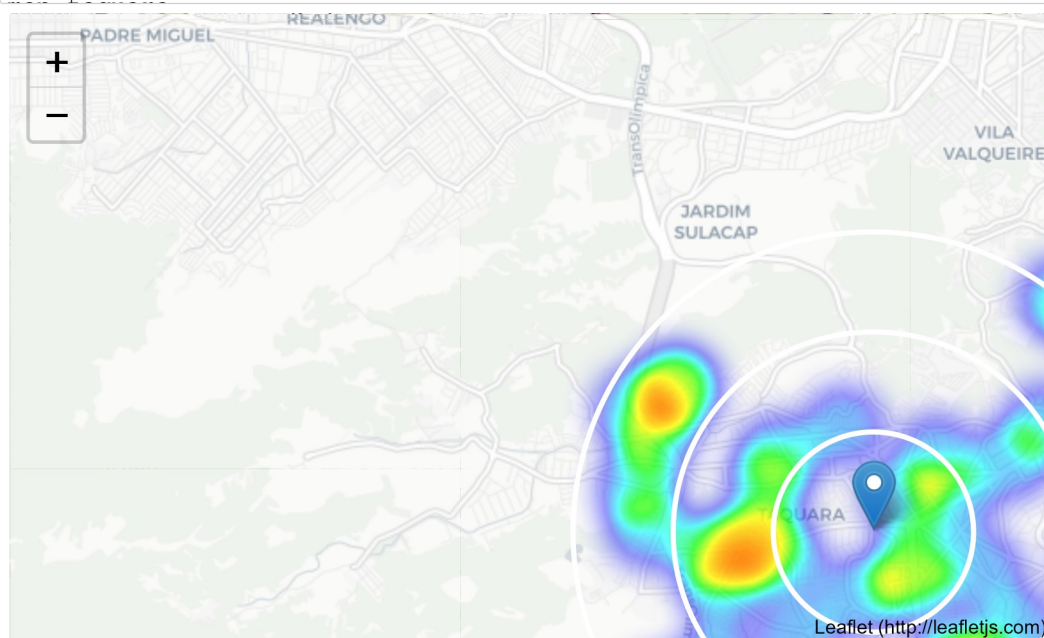 REALENGO
PADRE MIGUEL
+
−
TransOlímpica
VILA
VALQUEIRE
JARDIM
SULACAP
TAQUARA
Leaflet (http://leafletjs.com)